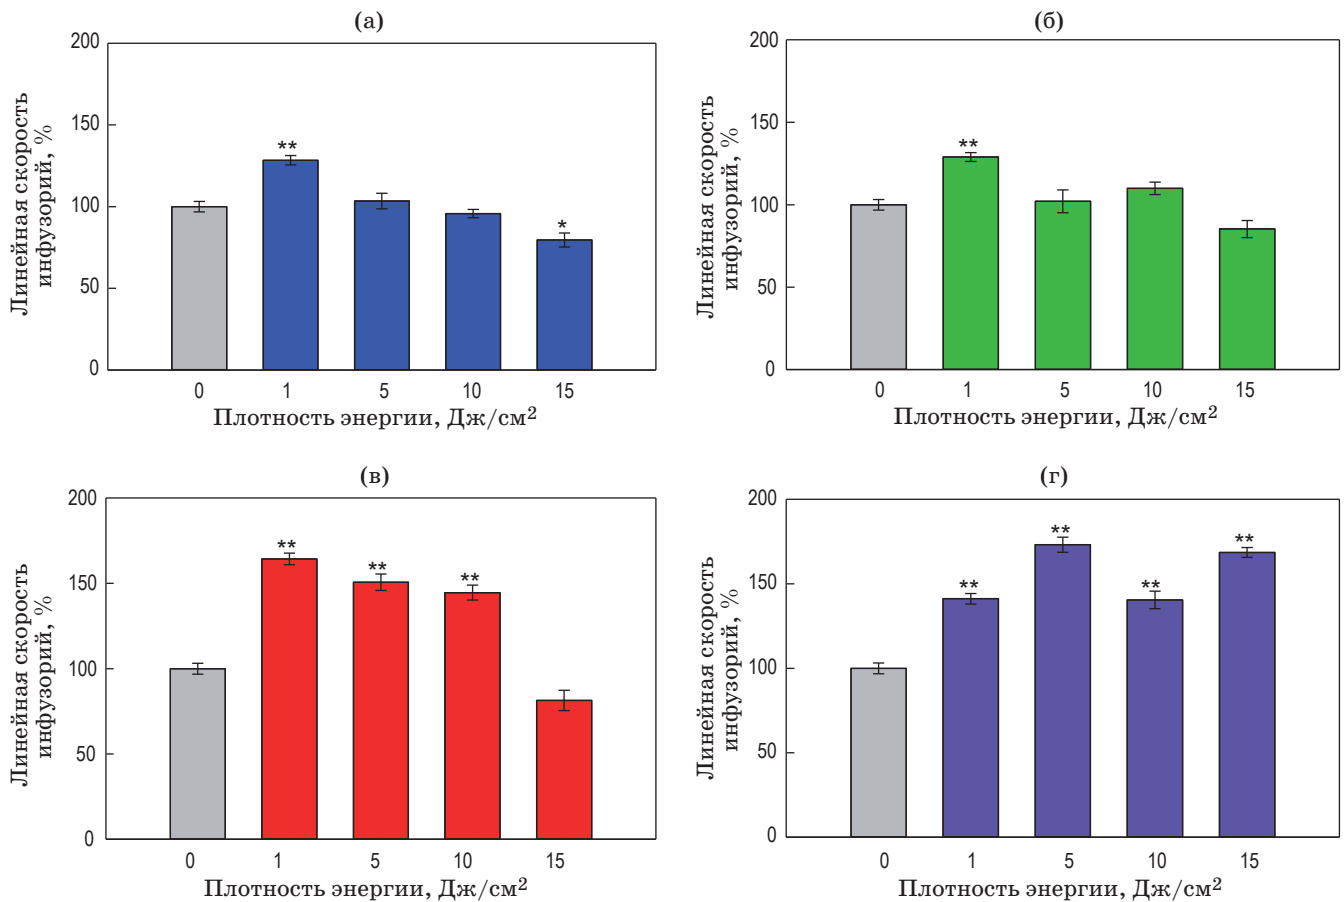 (а)
200
150
100
50
0
Линейная скорость
инфузорий, %
**
*
0 1 5 10 15
Плотность энергии, Дж/см²
(б)
200
150
100
50
0
Линейная скорость
инфузорий, %
**
0 1 5 10 15
Плотность энергии, Дж/см²
(в)
200
150
100
50
0
Линейная скорость
инфузорий, %
** ** **
0 1 5 10 15
Плотность энергии, Дж/см²
(г)
200
150
100
50
0
Линейная скорость
инфузорий, %
** ** ** **
0 1 5 10 15
Плотность энергии, Дж/см²